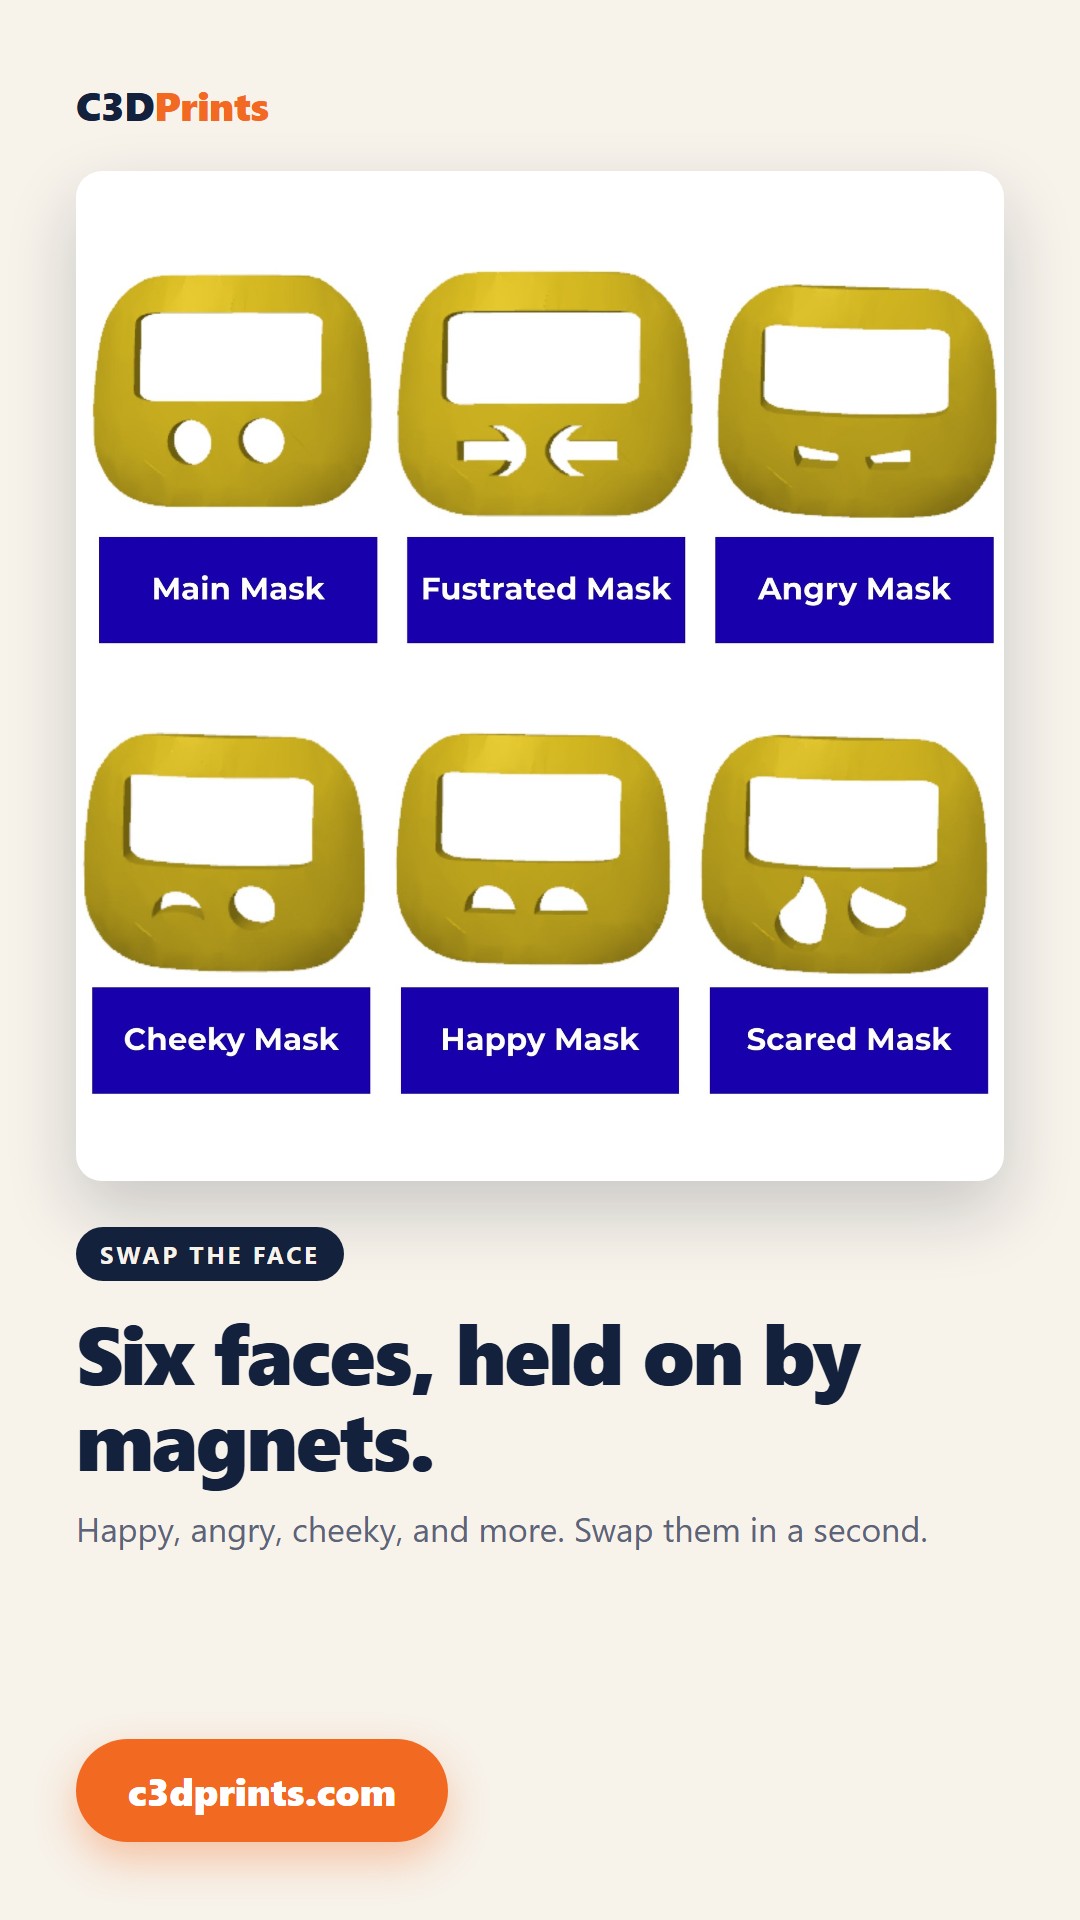 C3DPrints
Main Mask
Fustrated Mask
Angry Mask
Cheeky Mask
Happy Mask
Scared Mask
SWAP THE FACE
Six faces, held on by
magnets.
Happy, angry, cheeky, and more. Swap them in a second.
c3dprints.com